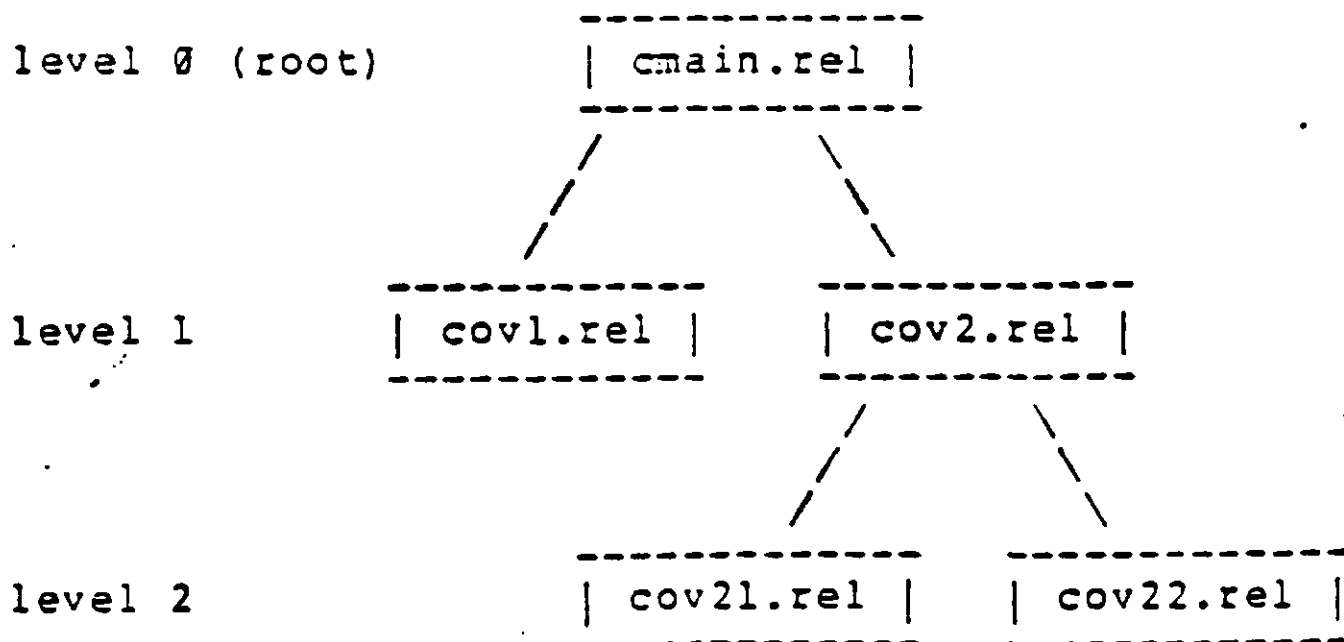 level 0 (root) | cmain.rel |
level 1 | cov1.rel | | cov2.rel |
level 2 | cov21.rel | | cov22.rel |